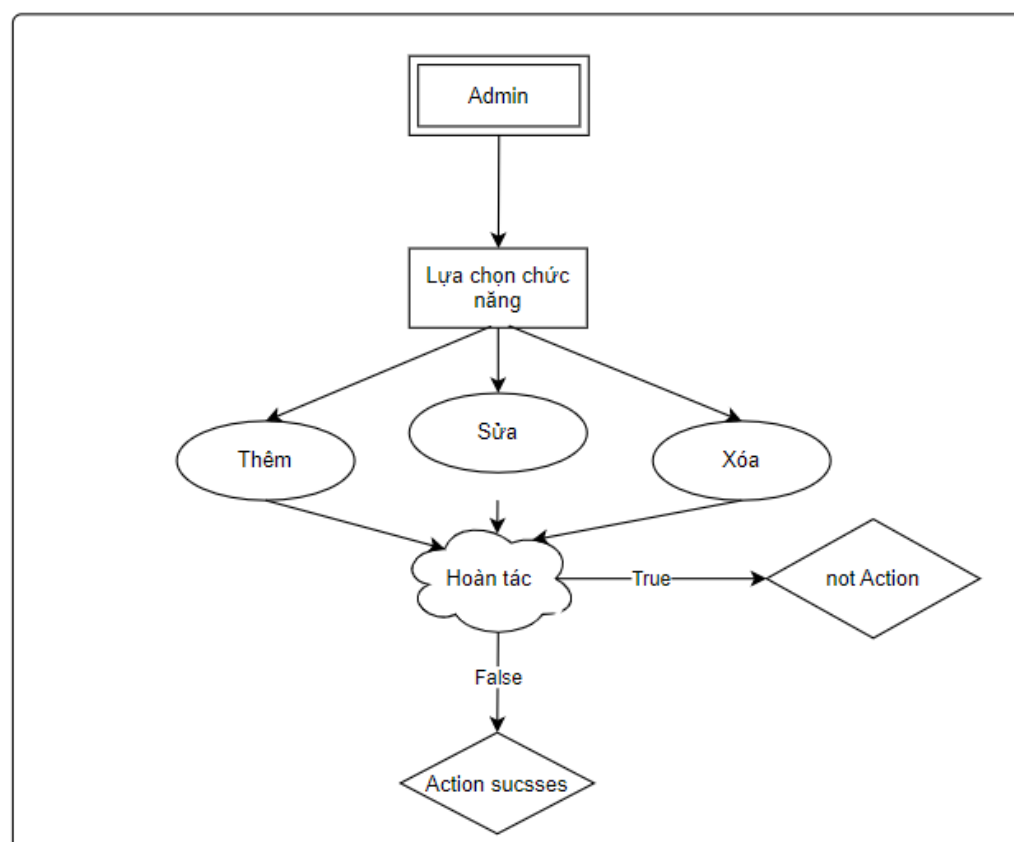 Admin
Lựa chọn chức
năng
Thêm
Sửa
Xóa
Hoàn tác
True
not Action
False
Action sucsses